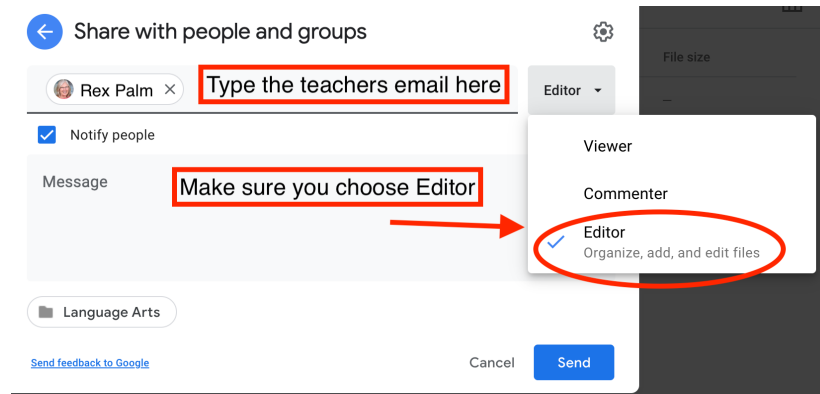 Share with people and groups
File size
Rex Palm
Type the teachers email here
Editor
Notify people
Viewer
Message
Make sure you choose Editor
Commenter
Editor
Organize, add, and edit files
Language Arts
Send feedback to Google
Cancel
Send